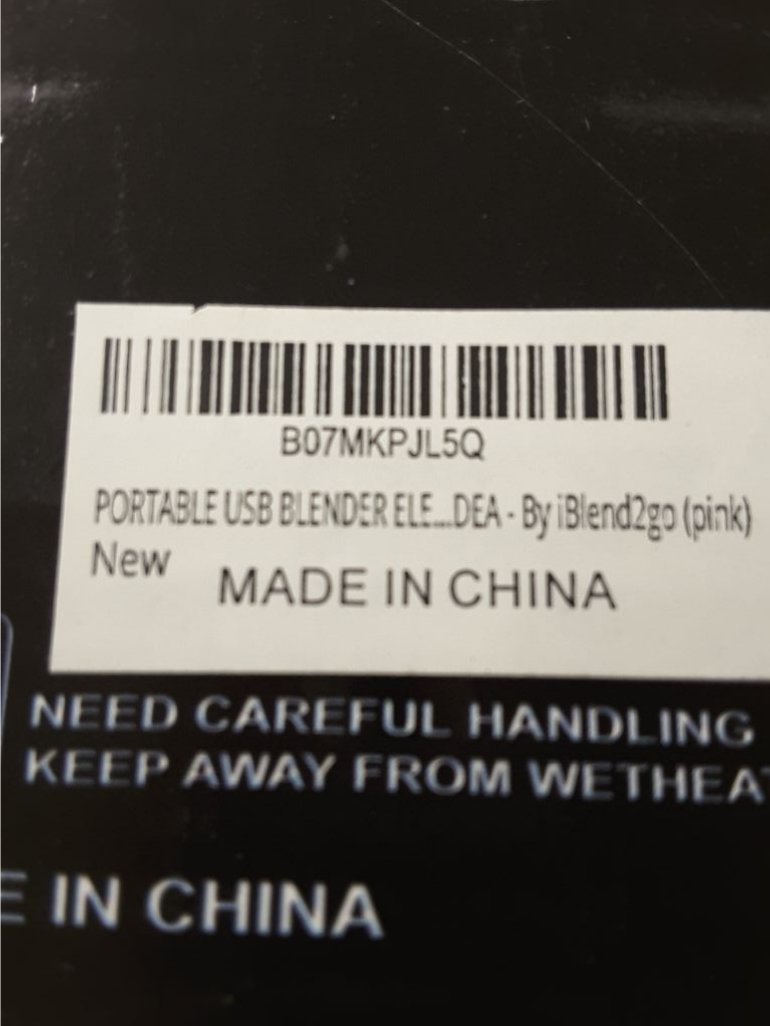 B07MKPJL5Q
PORTABLE USB BLENDER ELE...DEA - By iBlend2go (pink)
New
MADE IN CHINA
NEED CAREFUL HANDLING
KEEP AWAY FROM WETHEA
E IN CHINA